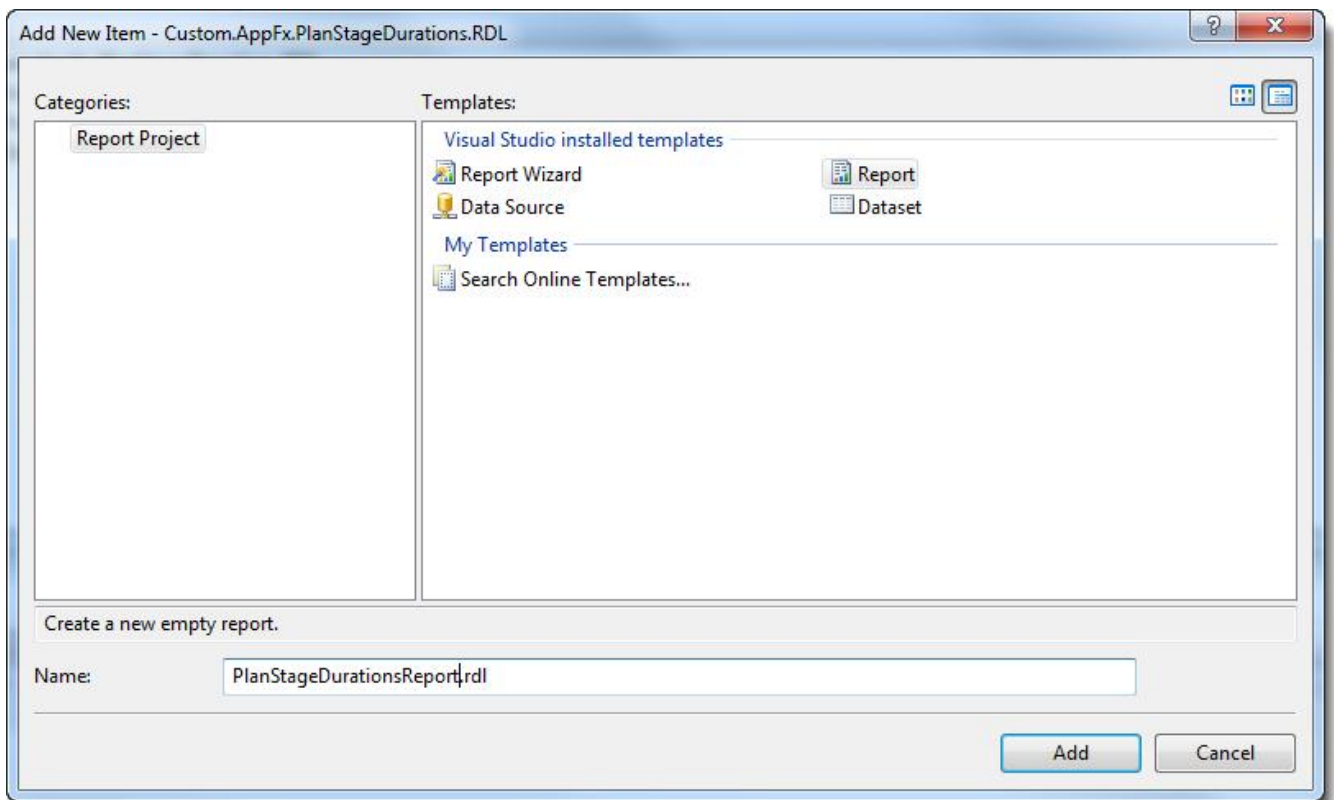 Add New Item - Custom.AppFx.PlanStageDurations.RDL
Categories:
Templates:
Report Project
Visual Studio installed templates
Report Wizard
Report
Data Source
Dataset
My Templates
Search Online Templates...
Create a new empty report.
Name:
PlanStageDurationsReport.rdl
Add
Cancel